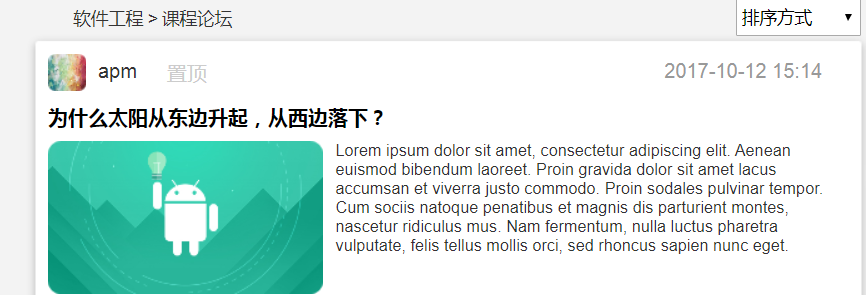 软件工程 > 课程论坛
排序方式
apm
置顶
2017-10-12 15:14
为什么太阳从东边升起，从西边落下？
Lorem ipsum dolor sit amet, consectetur adipiscing elit. Aenean
euismod bibendum laoreet. Proin gravida dolor sit amet lacus
accumsan et viverra justo commodo. Proin sodales pulvinar tempor.
Cum sociis natoque penatibus et magnis dis parturient montes,
nascetur ridiculus mus. Nam fermentum, nulla luctus pharetra
vulputate, felis tellus mollis orci, sed rhoncus sapien nunc eget.